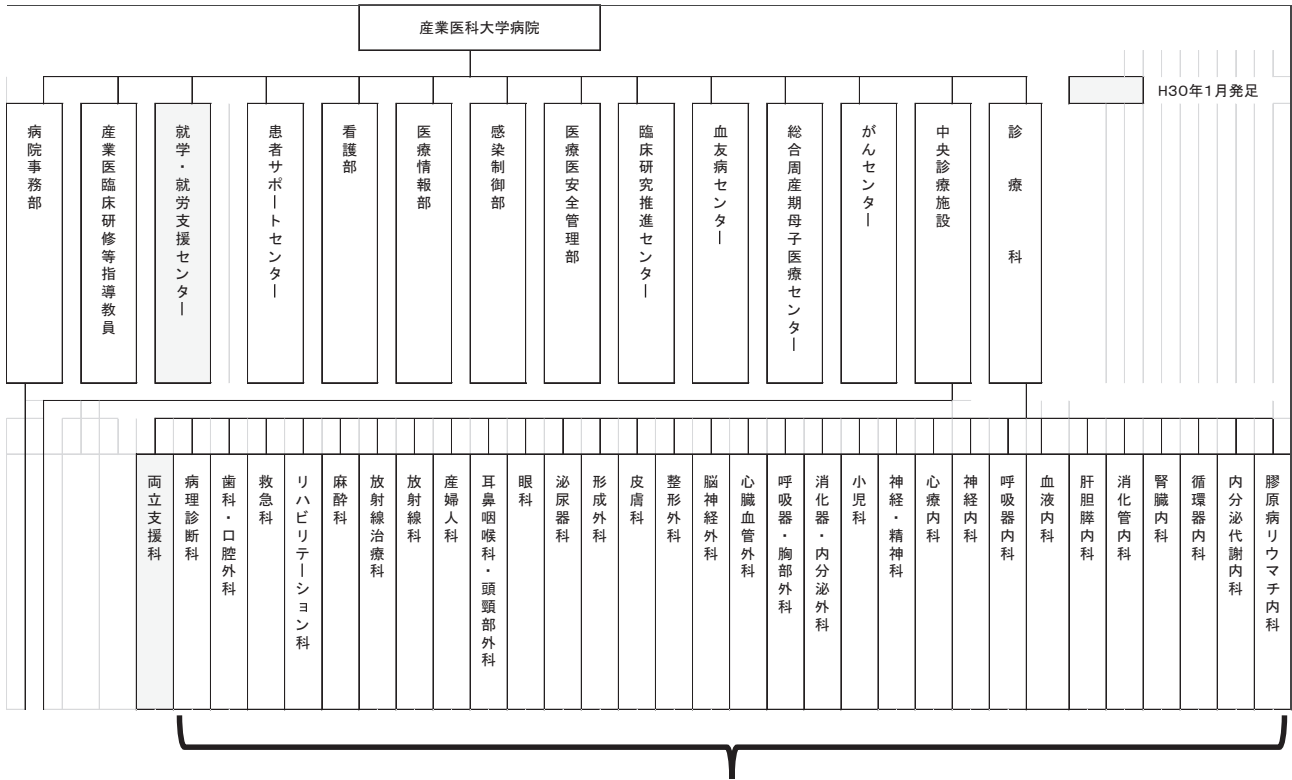 産業医科大学病院
H30年1月発足
診療科
中央診療施設
がんセンター
総合周産期母子医療センター
血友病センター
臨床研究推進センター
医療医安全管理部
感染制御部
医療情報部
看護部
患者サポートセンター
就学・就労支援センター
産業医臨床研修等指導教員
病院事務部
膠原病リウマチ内科
内分泌代謝内科
循環器内科
腎臓内科
消化管内科
肝胆膵内科
血液内科
呼吸器内科
神経内科
心療内科
神経・精神科
小児科
消化器・内分泌外科
呼吸器・胸部外科
心臓血管外科
脳神経外科
整形外科
皮膚科
形成外科
泌尿器科
眼科
耳鼻咽喉科・頭頸部外科
産婦人科
放射線科
放射線治療科
麻酔科
リハビリテーション科
救急科
歯科・口腔外科
病理診断科
両立支援科